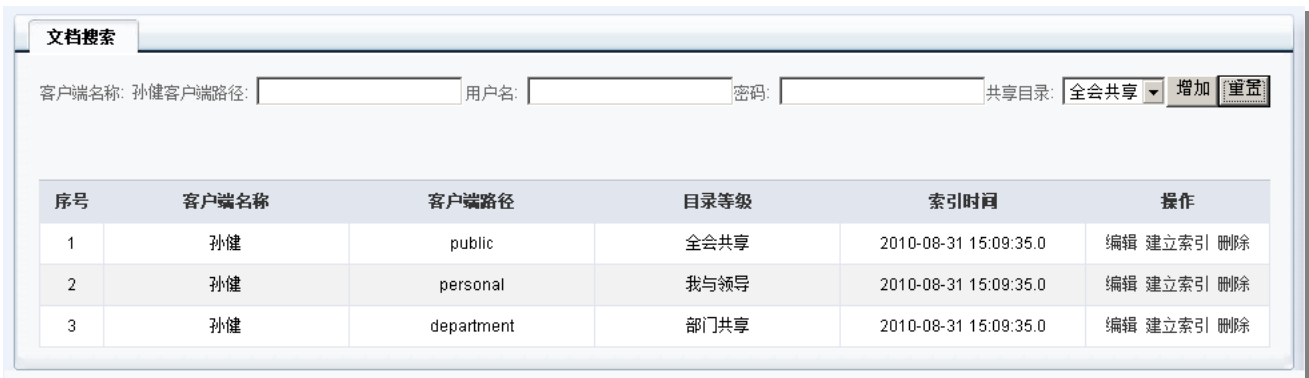 文档搜索
客户端名称: 孙健客户端路径: 用户名: 密码: 共享目录: 全会共享 增加 重置
序号 客户端名称 客户端路径 目录等级 索引时间 操作
1 孙健 public 全会共享 2010-08-31 15:09:35.0 编辑 建立索引 删除
2 孙健 personal 我与领导 2010-08-31 15:09:35.0 编辑 建立索引 删除
3 孙健 department 部门共享 2010-08-31 15:09:35.0 编辑 建立索引 删除